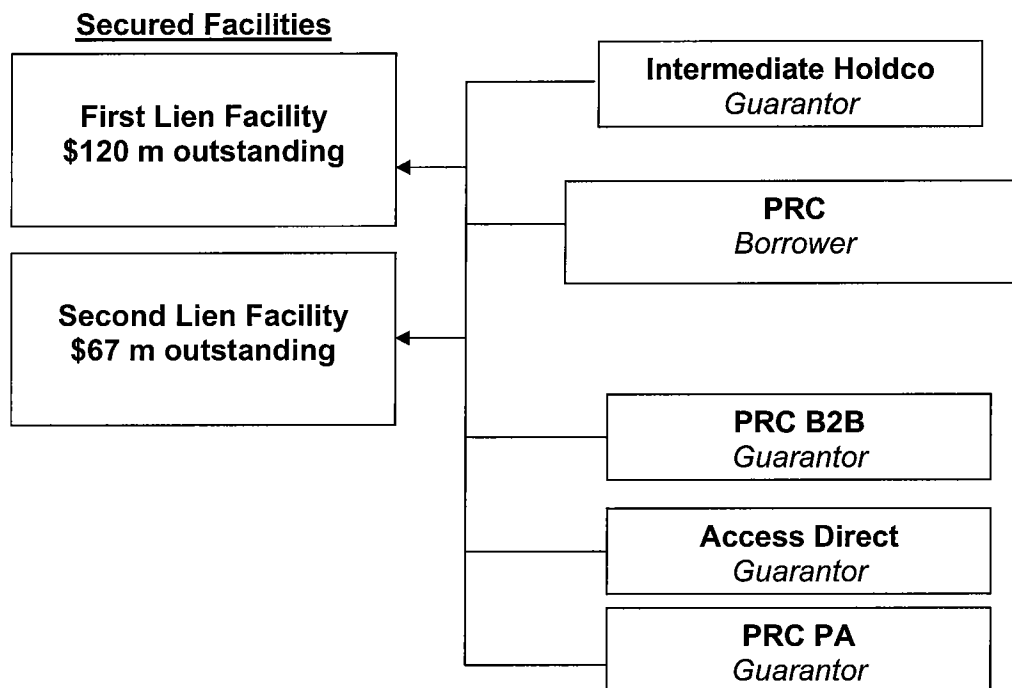 Secured Facilities
First Lien Facility
$120 m outstanding
Second Lien Facility
$67 m outstanding
Intermediate Holdco
Guarantor
PRC
Borrower
PRC B2B
Guarantor
Access Direct
Guarantor
PRC PA
Guarantor